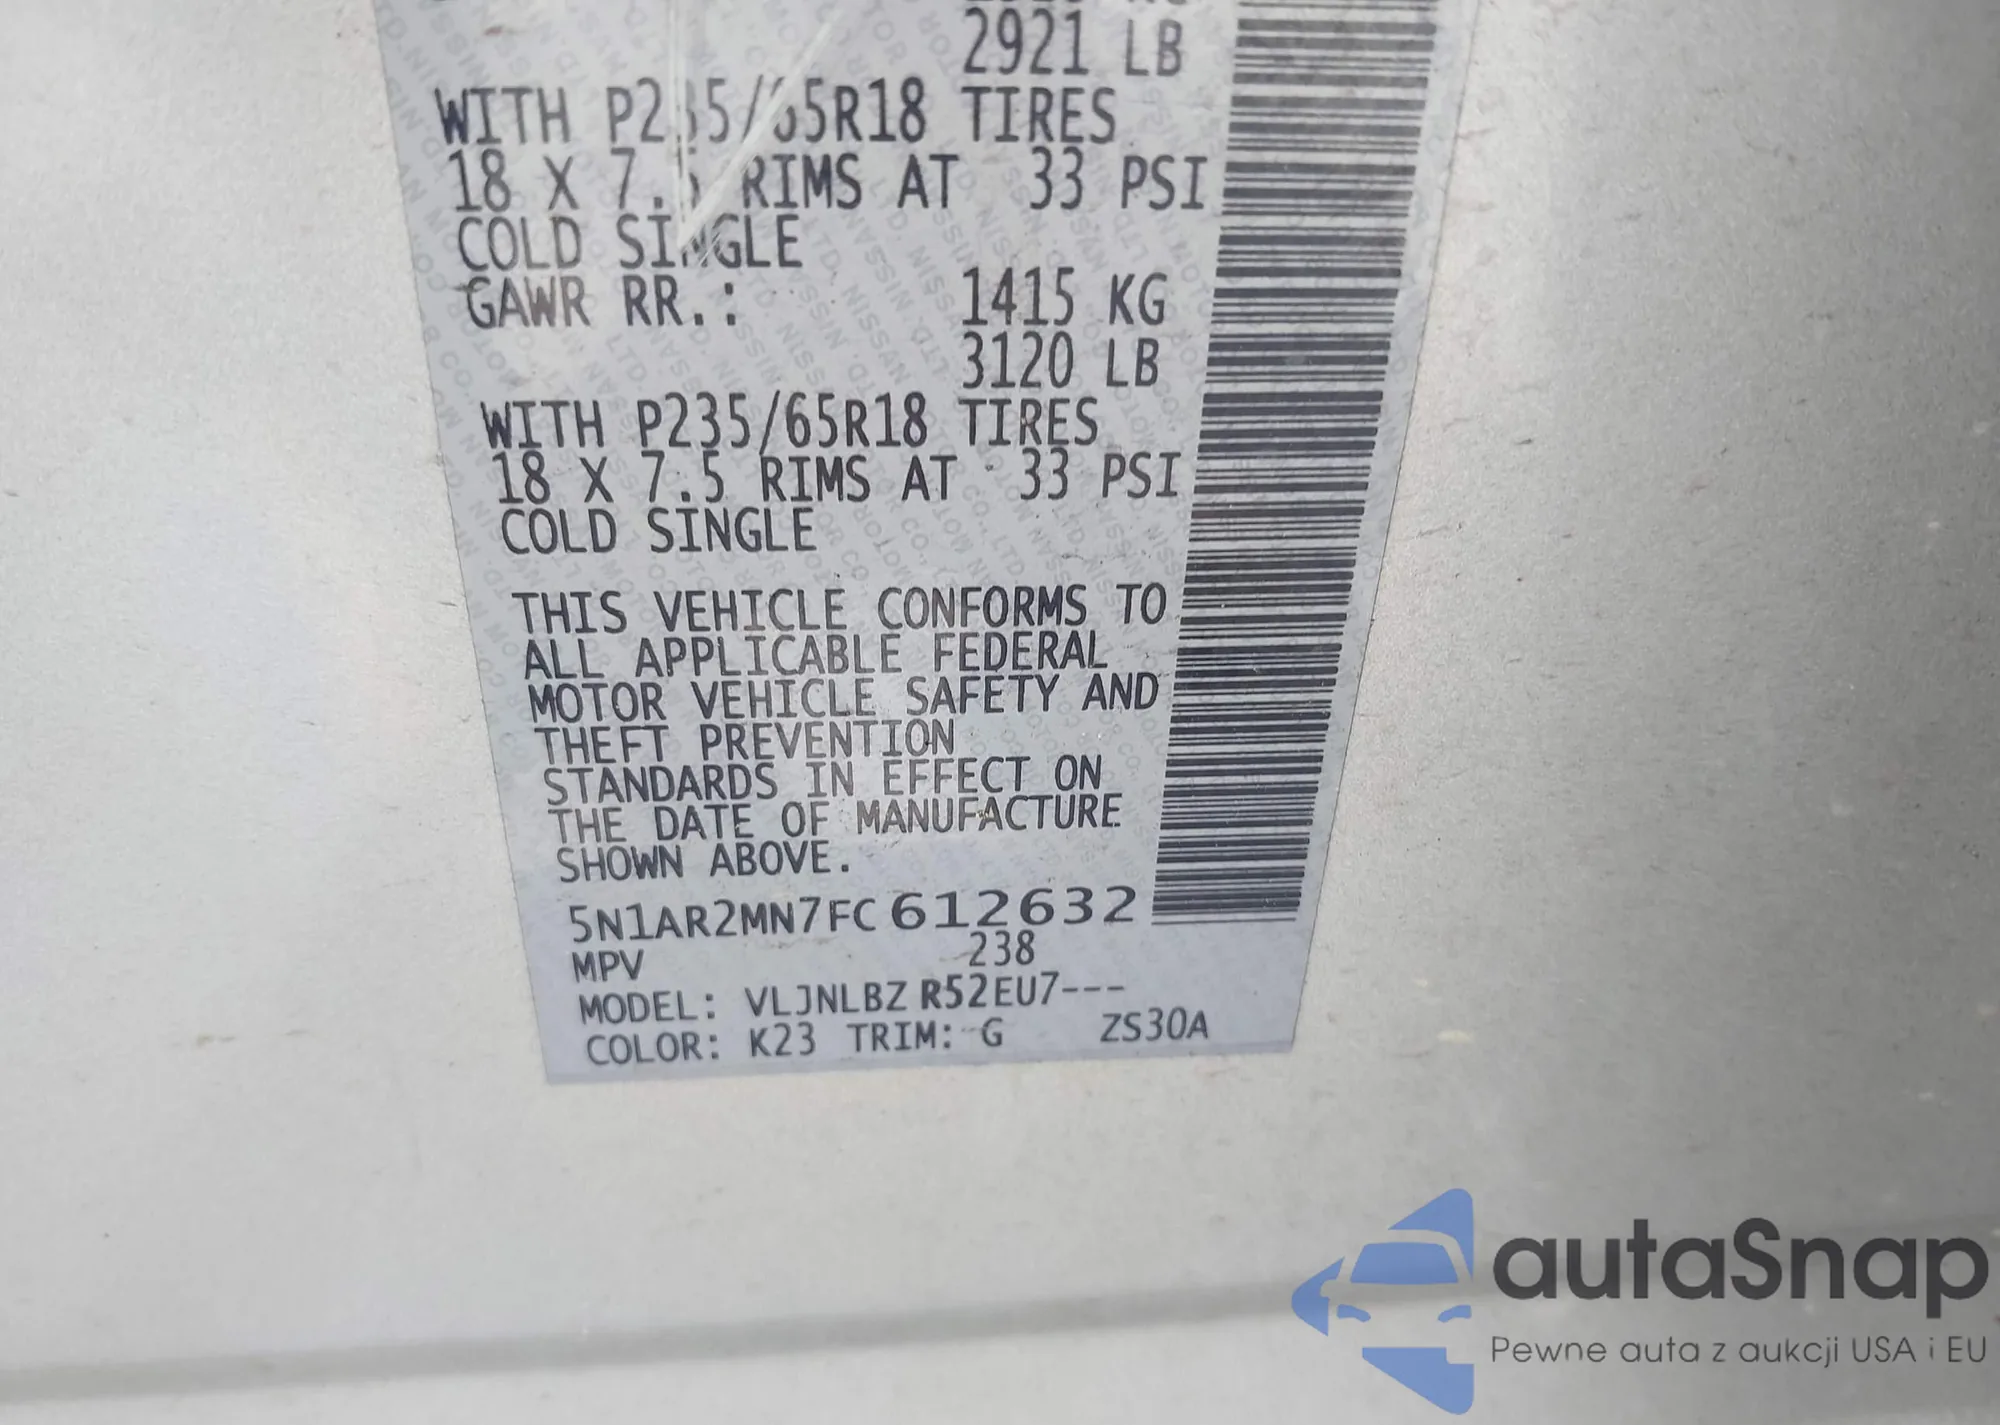 2921 LB
WITH P235/65R18 TIRES
18 X 7.5 RIMS AT 33 PSI
COLD SINGLE
GAWR RR.: 1415 KG
3120 LB
WITH P235/65R18 TIRES
18 X 7.5 RIMS AT 33 PSI
COLD SINGLE
THIS VEHICLE CONFORMS TO
ALL APPLICABLE FEDERAL
MOTOR VEHICLE SAFETY AND
THEFT PREVENTION
STANDARDS IN EFFECT ON
THE DATE OF MANUFACTURE
SHOWN ABOVE.
5N1AR2MN7FC612632
MPV 238
MODEL: VLJNLBZ R52EU7---
COLOR: K23 TRIM: G ZS30A
autaSnap
Pewne auta z aukcji USA i EU